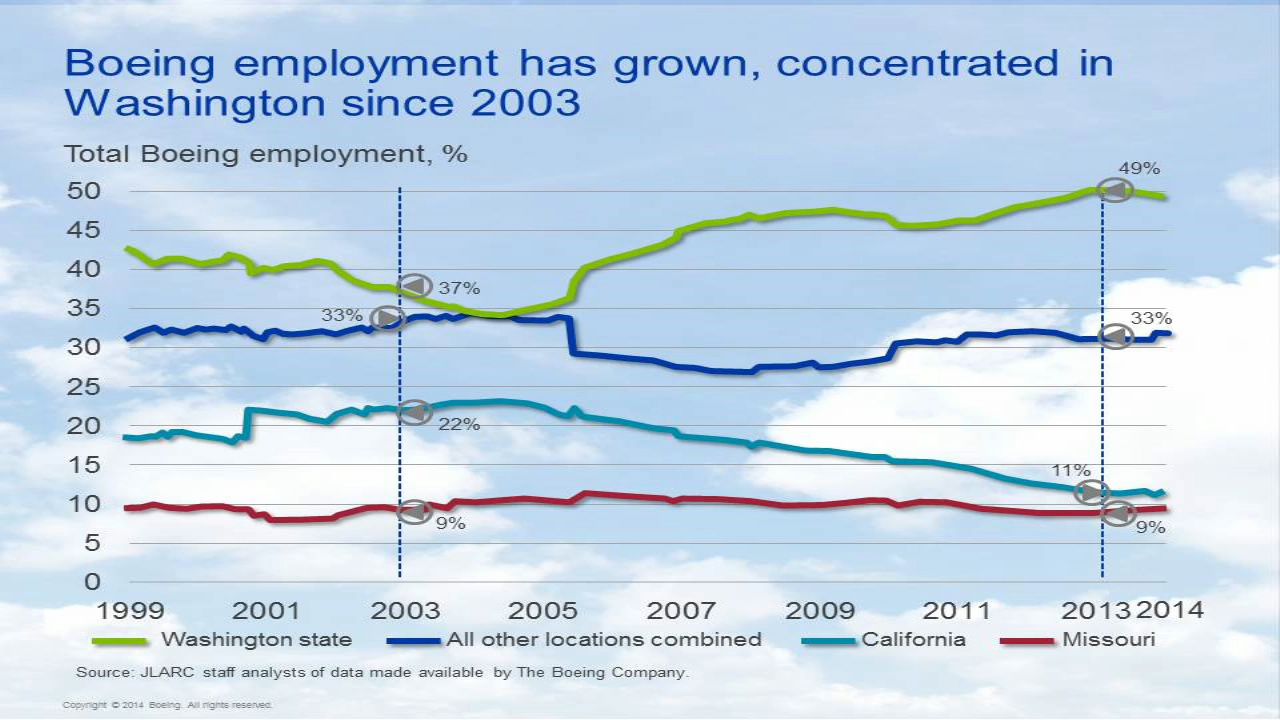 Boeing employment has grown, concentrated in
Washington since 2003
Total Boeing employment, %
49%
50
45
40
37%
35
33%
33%
30
25
20
22%
15
11%
10
9%
9%
5
0
1999 2001 2003 2005 2007 2009 2011 2013 2014
Washington state All other locations combined California Missouri
Source: JLARC staff analysts of data made available by The Boeing Company.
Copyright © 2014 Boeing. All rights reserved.